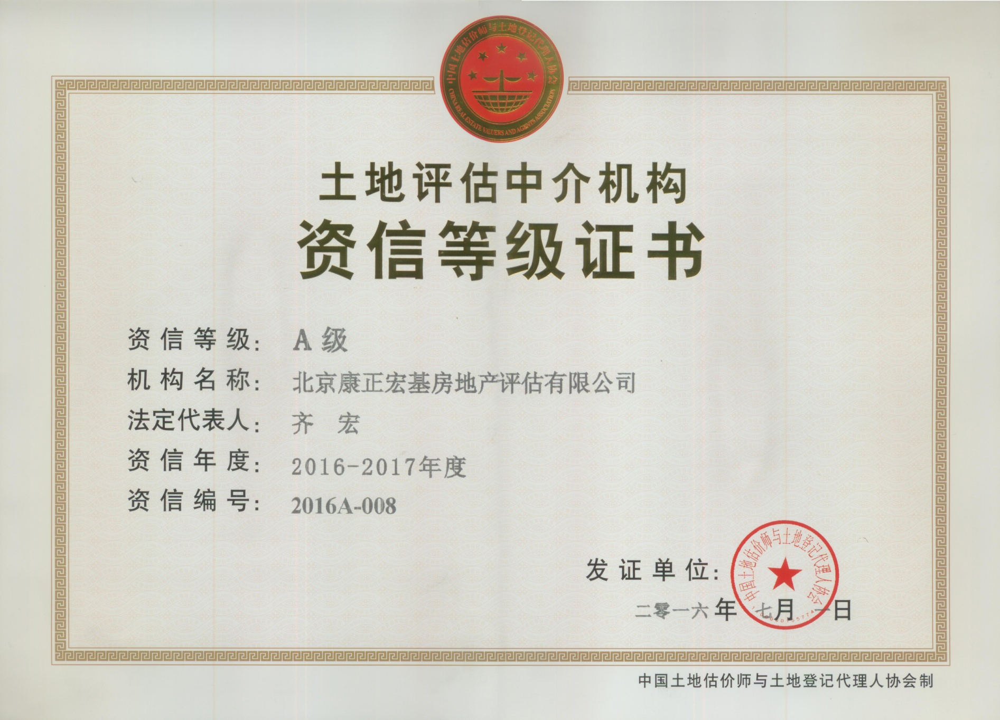 中国土地估价师与土地登记代理人协会
CHINA REAL ESTATE VALUERS AND AGENTS ASSOCIATION
土地评估中介机构
资信等级证书
资信等级： A 级
机构名称： 北京康正宏基房地产评估有限公司
法定代表人： 齐 宏
资信年度： 2016-2017年度
资信编号： 2016A-008
发证单位：
中国土地估价师与土地登记代理人协会
二零一六年 七月 一日
中国土地估价师与土地登记代理人协会制